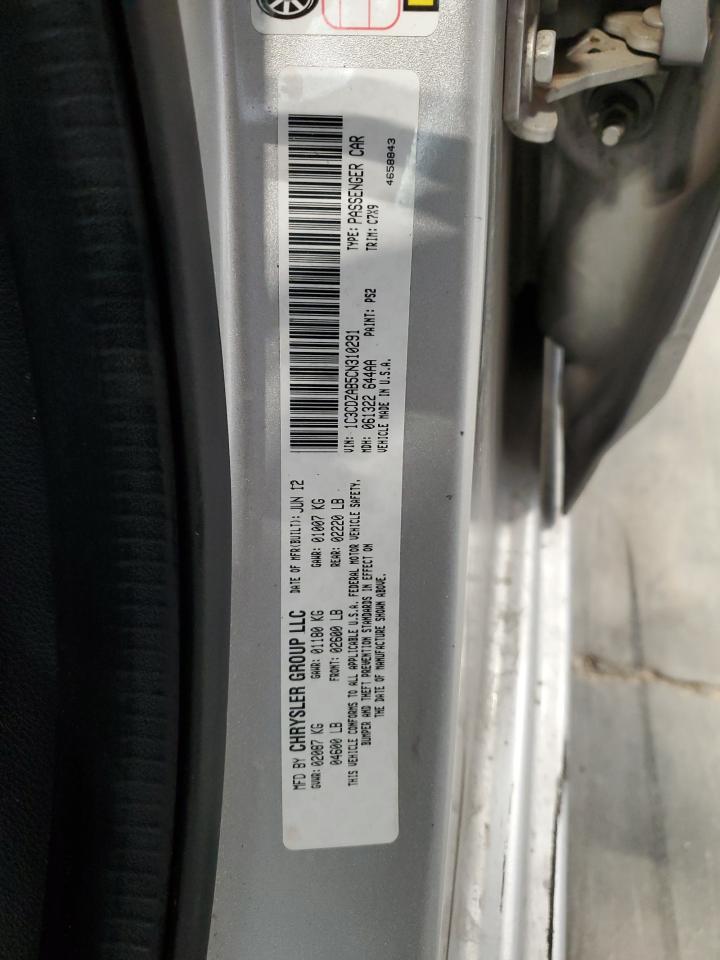 MFD BY CHRYSLER GROUP LLC DATE OF MFR(BUILT): JUN 12
GVWR: 02087 KG GAWR: 01180 KG GAWR: 01007 KG
04600 LB FRONT: 02600 LB REAR: 02220 LB
THIS VEHICLE CONFORMS TO ALL APPLICABLE U.S.A. FEDERAL MOTOR VEHICLE SAFETY,
BUMPER AND THEFT PREVENTION STANDARDS IN EFFECT ON
THE DATE OF MANUFACTURE SHOWN ABOVE.
VIN: 1C3CDZAB5CN310291 TYPE: PASSENGER CAR
MDH: 061322 644AA PAINT: PS2 TRIM: C7X9
VEHICLE MADE IN U.S.A. 4658843